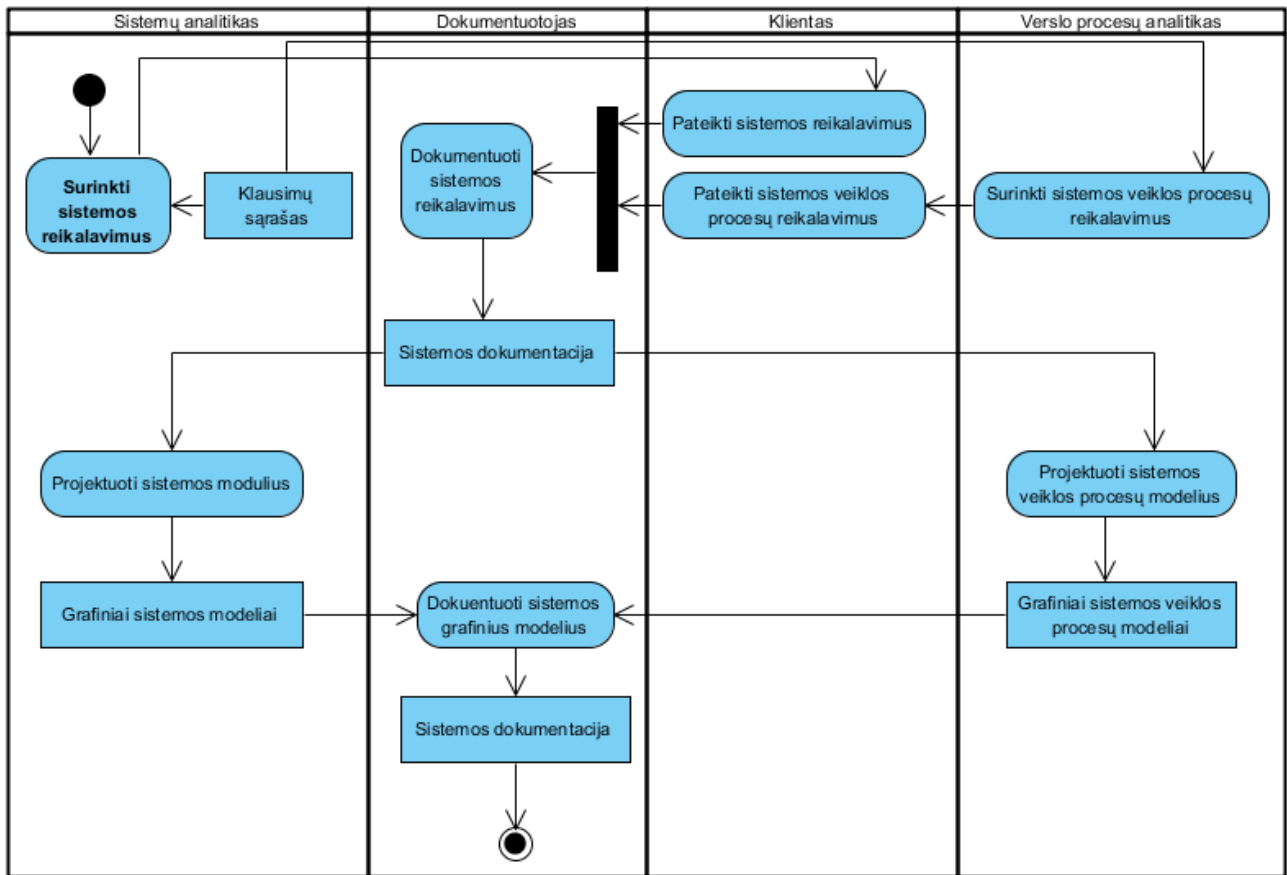 Sistemų analitikas
Dokumentuotojas
Klientas
Verslo procesų analitikas
Pateikti sistemos reikalavimus
Dokumentuoti
sistemos
reikalavimus
Surinkti
sistemos
reikalavimus
Klausimų
sąrašas
Pateikti sistemos veiklos
procesų reikalavimus
Surinkti sistemos veiklos procesų
reikalavimus
Sistemos dokumentacija
Projektuoti sistemos modulius
Projektuoti sistemos
veiklos procesų modelius
Grafiniai sistemos modeliai
Dokuentuoti sistemos
grafinius modelius
Grafiniai sistemos veiklos
procesų modeliai
Sistemos dokumentacija